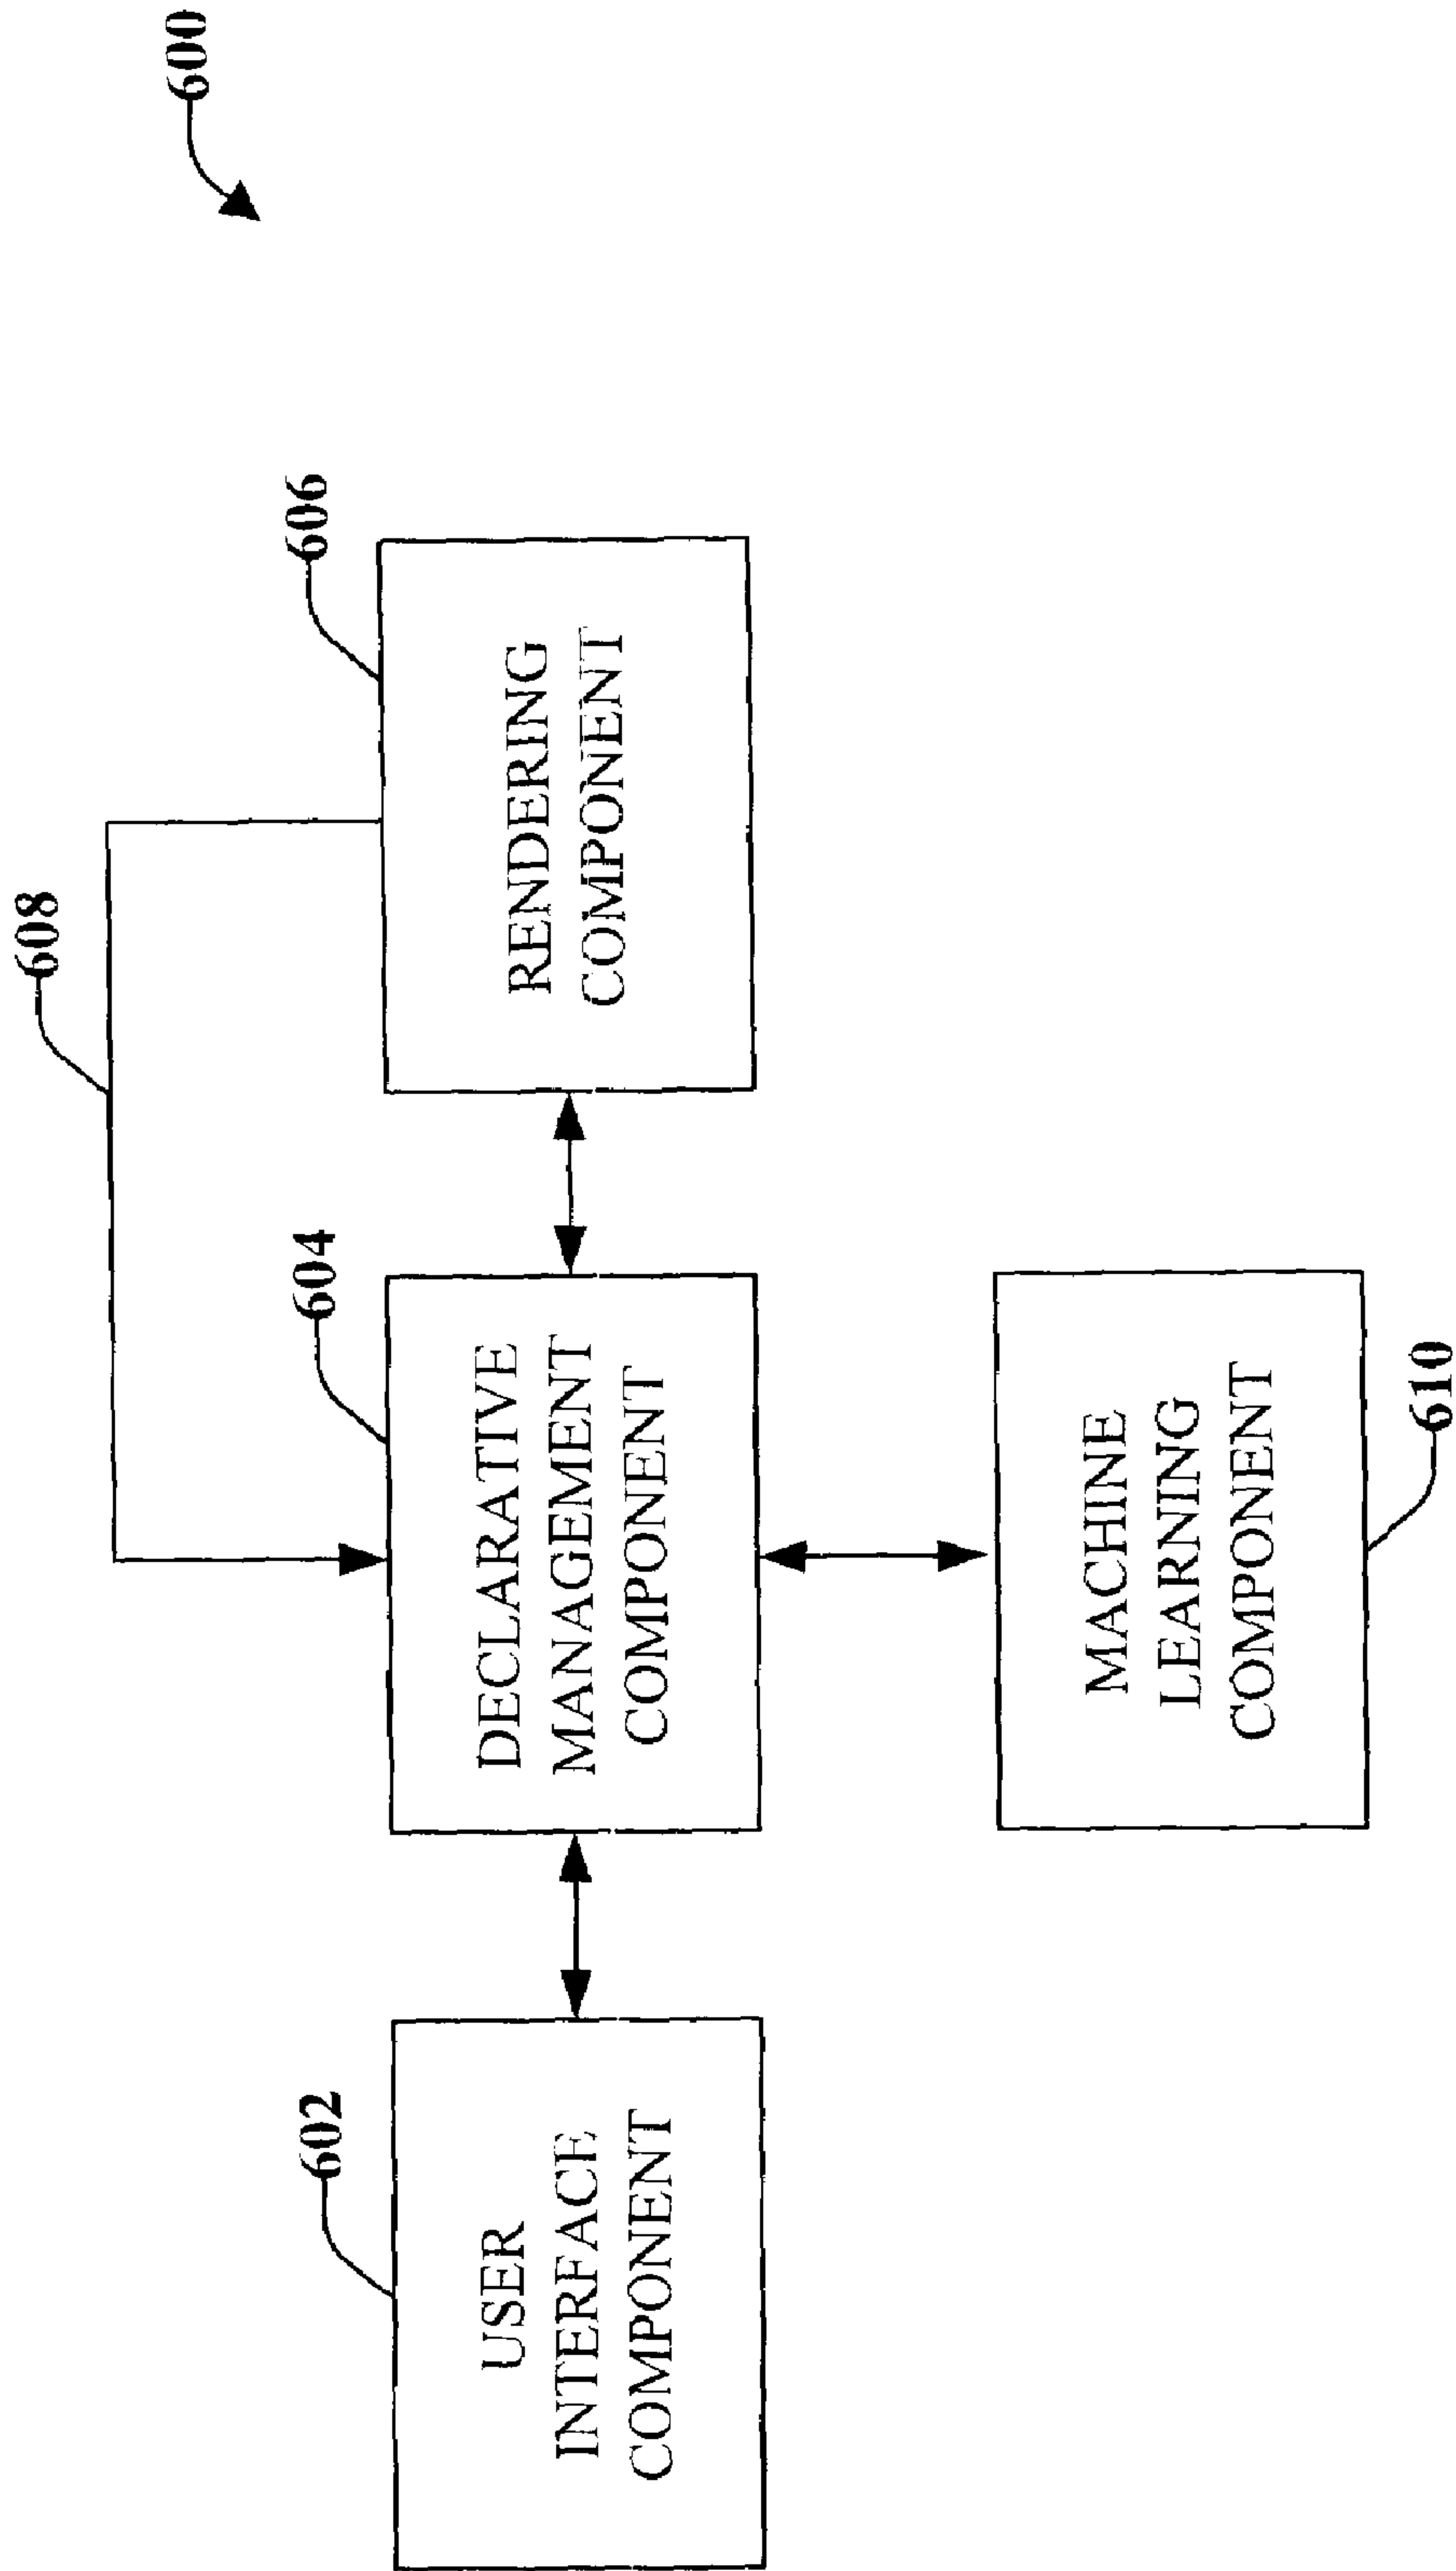 600
608
602
604
606
USER
INTERFACE
COMPONENT
DECLARATIVE
MANAGEMENT
COMPONENT
RENDERING
COMPONENT
MACHINE
LEARNING
COMPONENT
610